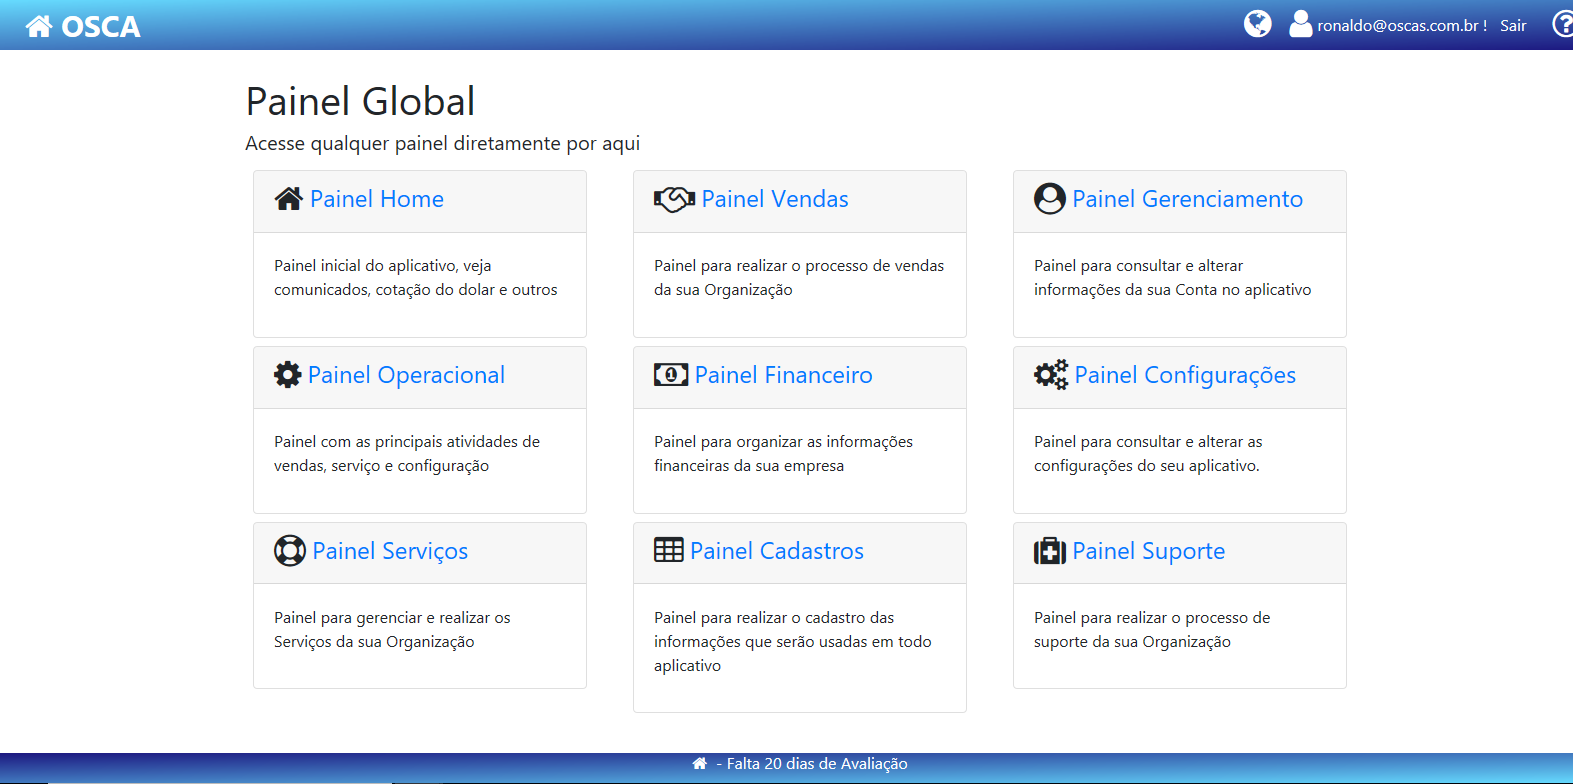 OSCA
ronaldo@oscas.com.br ! Sair
Painel Global
Acesse qualquer painel diretamente por aqui
Painel Home
Painel inicial do aplicativo, veja
comunicados, cotação do dolar e outros
Painel Vendas
Painel para realizar o processo de vendas
da sua Organização
Painel Gerenciamento
Painel para consultar e alterar
informações da sua Conta no aplicativo
Painel Operacional
Painel com as principais atividades de
vendas, serviço e configuração
Painel Financeiro
Painel para organizar as informações
financeiras da sua empresa
Painel Configurações
Painel para consultar e alterar as
configurações do seu aplicativo.
Painel Serviços
Painel para gerenciar e realizar os
Serviços da sua Organização
Painel Cadastros
Painel para realizar o cadastro das
informações que serão usadas em todo
aplicativo
Painel Suporte
Painel para realizar o processo de
suporte da sua Organização
- Falta 20 dias de Avaliação